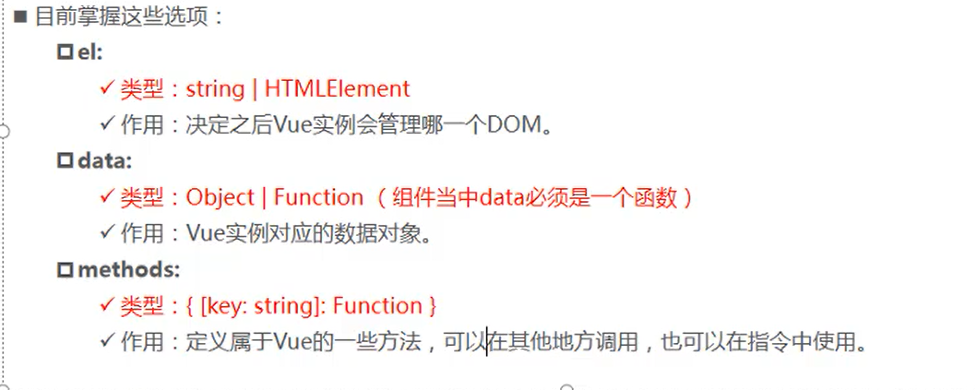 ■ 目前掌握这些选项：
el:
✓ 类型：string | HTMLElement
✓ 作用：决定之后Vue实例会管理哪一个DOM。
data:
✓ 类型：Object | Function （组件当中data必须是一个函数）
✓ 作用：Vue实例对应的数据对象。
methods:
✓ 类型：{ [key: string]: Function }
✓ 作用：定义属于Vue的一些方法，可以在其他地方调用，也可以在指令中使用。